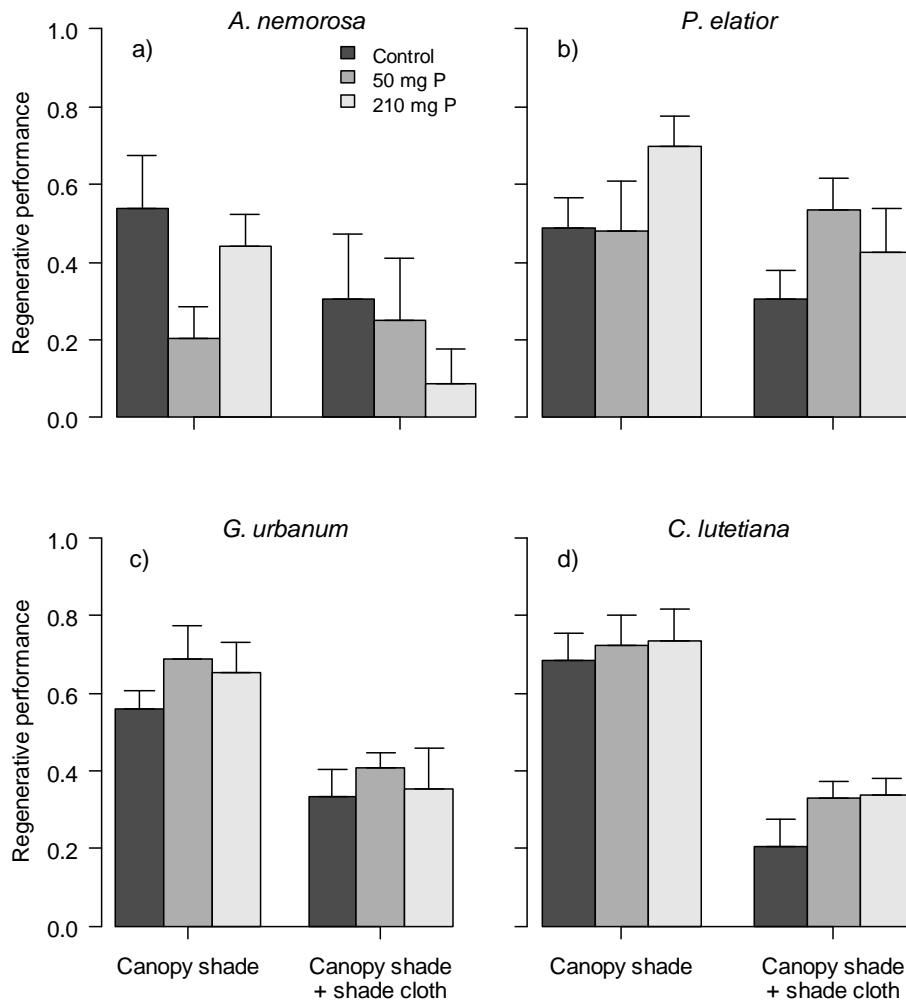 A. nemorosa
P. elatior
a)
Control
50 mg P
210 mg P
b)
Regenerative performance
1.0
0.8
0.6
0.4
0.2
0.0
G. urbanum
C. lutetiana
c)
d)
Regenerative performance
1.0
0.8
0.6
0.4
0.2
0.0
Canopy shade
Canopy shade
+ shade cloth
Canopy shade
Canopy shade
+ shade cloth